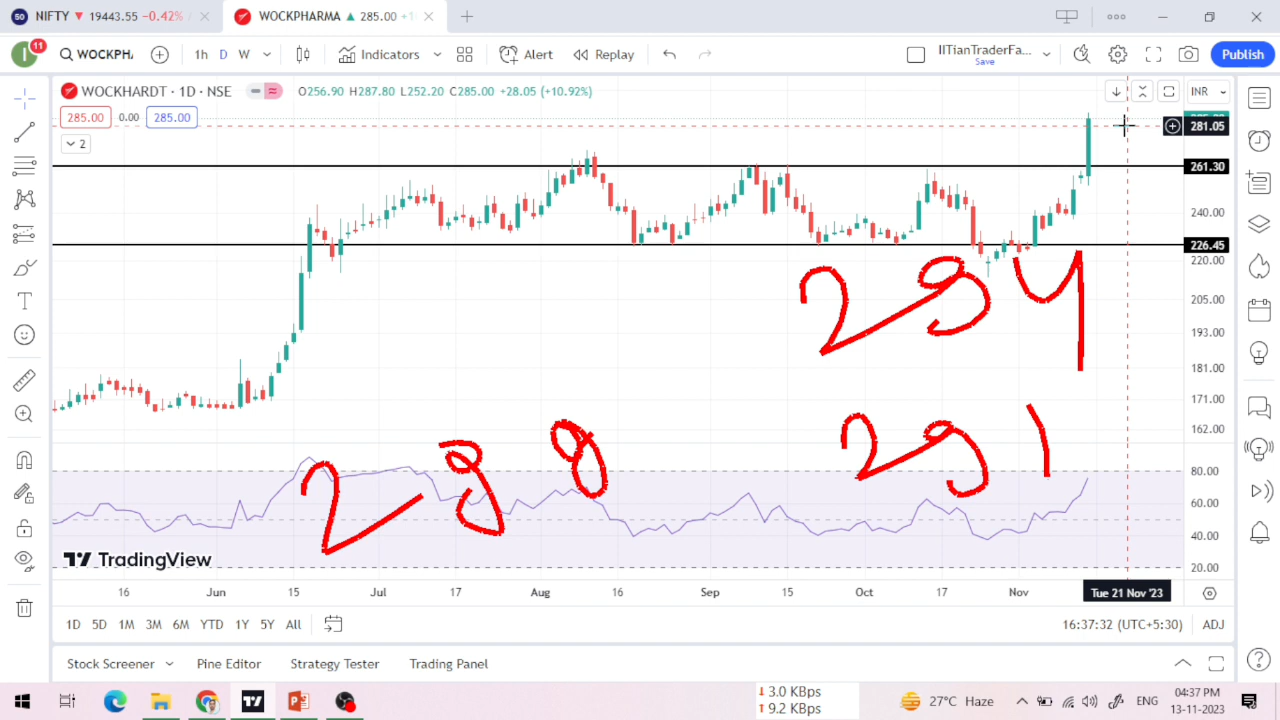 50 NIFTY ▼ 19443.55 −0.42% × WOCKPHARMA ▲ 285.00 × +
11 WOCKPH. 1h D W Indicators Alert Replay IITianTraderFa... Save Publish
WOCKHARDT · 1D · NSE O256.90 H287.80 L252.20 C285.00 +28.05 (+10.92%) INR
285.00 0.00 285.00
2
281.05
261.30
240.00
226.45
220.00
205.00
193.00
181.00
171.00
162.00
294
291
289
80.00
60.00
40.00
20.00
TradingView
16 Jun 15 Jul 17 Aug 16 Sep 15 Oct 17 Nov Tue 21 Nov '23
1D 5D 1M 3M 6M YTD 1Y 5Y All 16:37:32 (UTC+5:30) ADJ
Stock Screener Pine Editor Strategy Tester Trading Panel
↓ 3.0 KBps
↑ 9.2 KBps
27°C Haze ENG 04:37 PM
13-11-2023